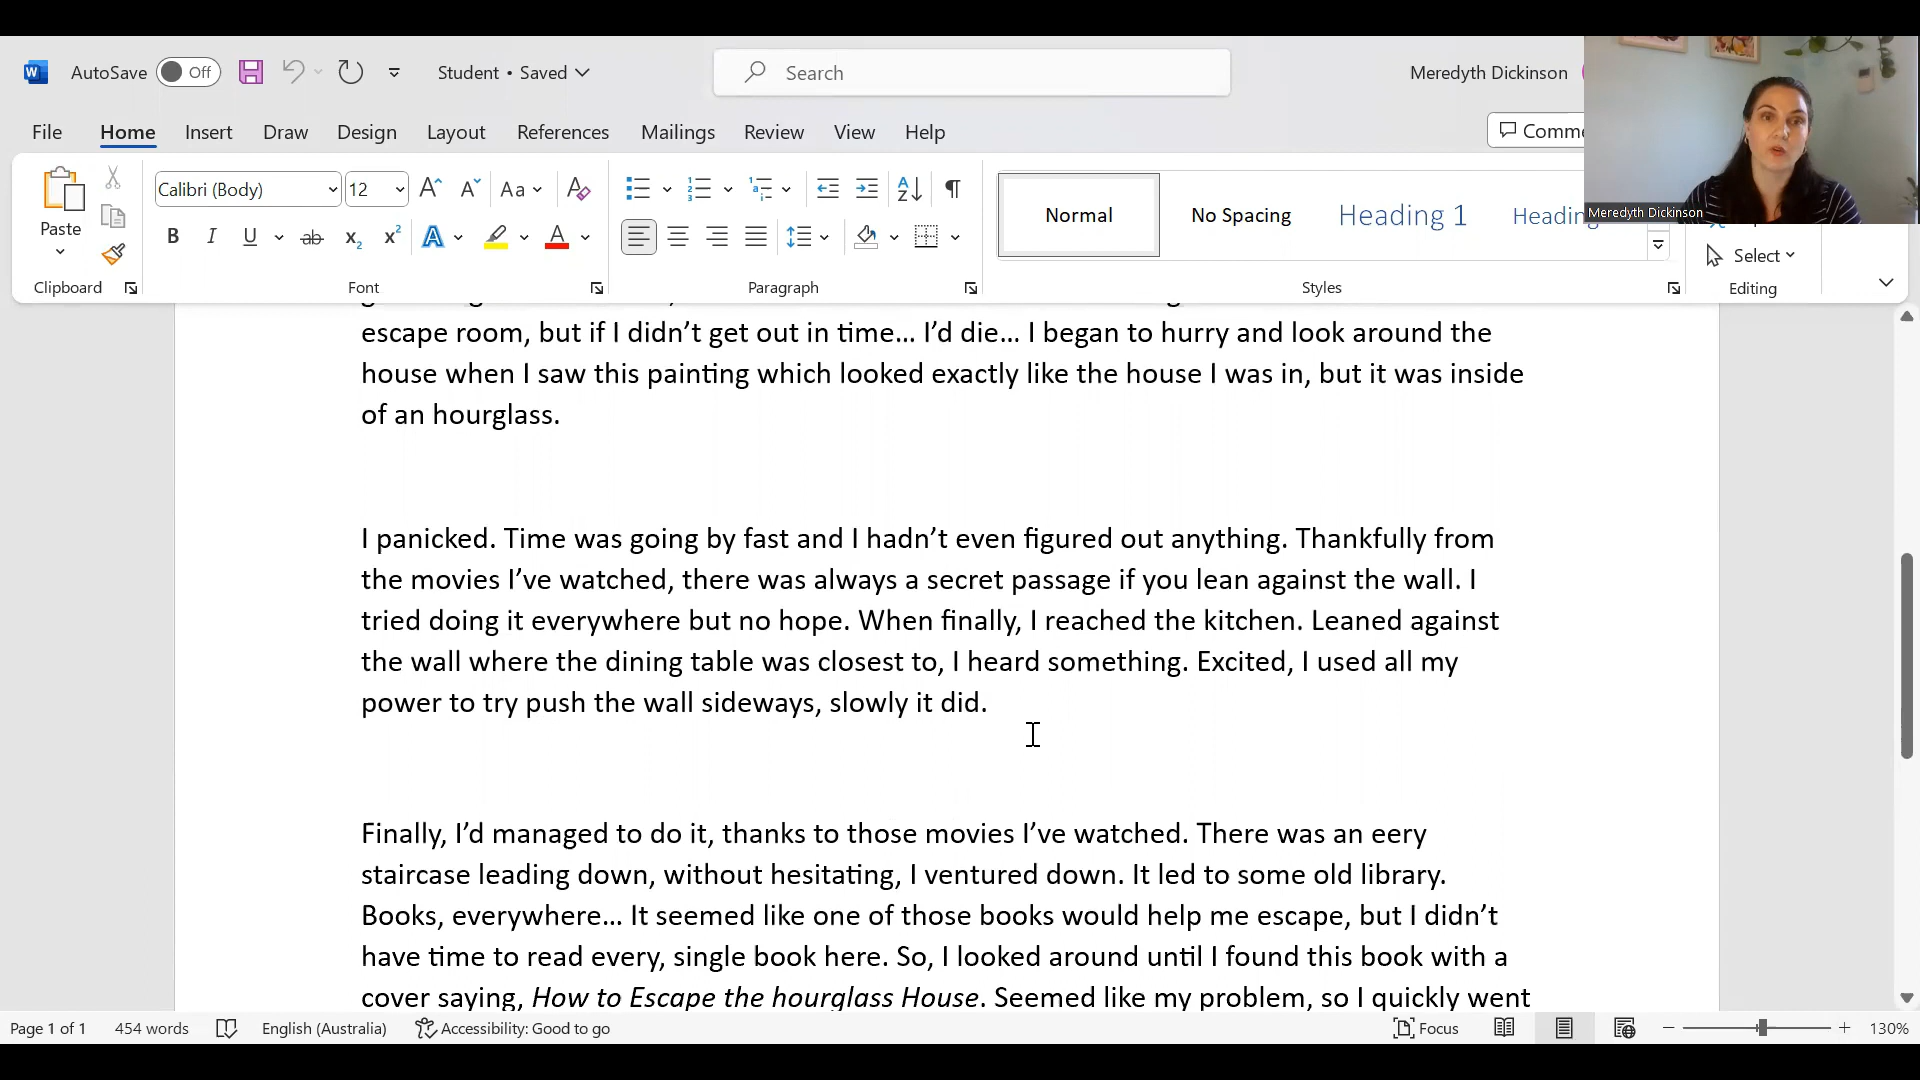 AutoSave Off Student • Saved Search Meredyth Dickinson
File Home Insert Draw Design Layout References Mailings Review View Help
Meredyth Dickinson
Paste Calibri (Body) 12 Aa Normal No Spacing Heading 1 Select
Clipboard Font Paragraph Styles Editing
escape room, but if I didn’t get out in time… I’d die… I began to hurry and look around the
house when I saw this painting which looked exactly like the house I was in, but it was inside
of an hourglass.
I panicked. Time was going by fast and I hadn’t even figured out anything. Thankfully from
the movies I’ve watched, there was always a secret passage if you lean against the wall. I
tried doing it everywhere but no hope. When finally, I reached the kitchen. Leaned against
the wall where the dining table was closest to, I heard something. Excited, I used all my
power to try push the wall sideways, slowly it did.
Finally, I’d managed to do it, thanks to those movies I’ve watched. There was an eery
staircase leading down, without hesitating, I ventured down. It led to some old library.
Books, everywhere… It seemed like one of those books would help me escape, but I didn’t
have time to read every, single book here. So, I looked around until I found this book with a
cover saying, How to Escape the hourglass House. Seemed like my problem, so I quickly went
Page 1 of 1 454 words English (Australia) Accessibility: Good to go Focus 130%